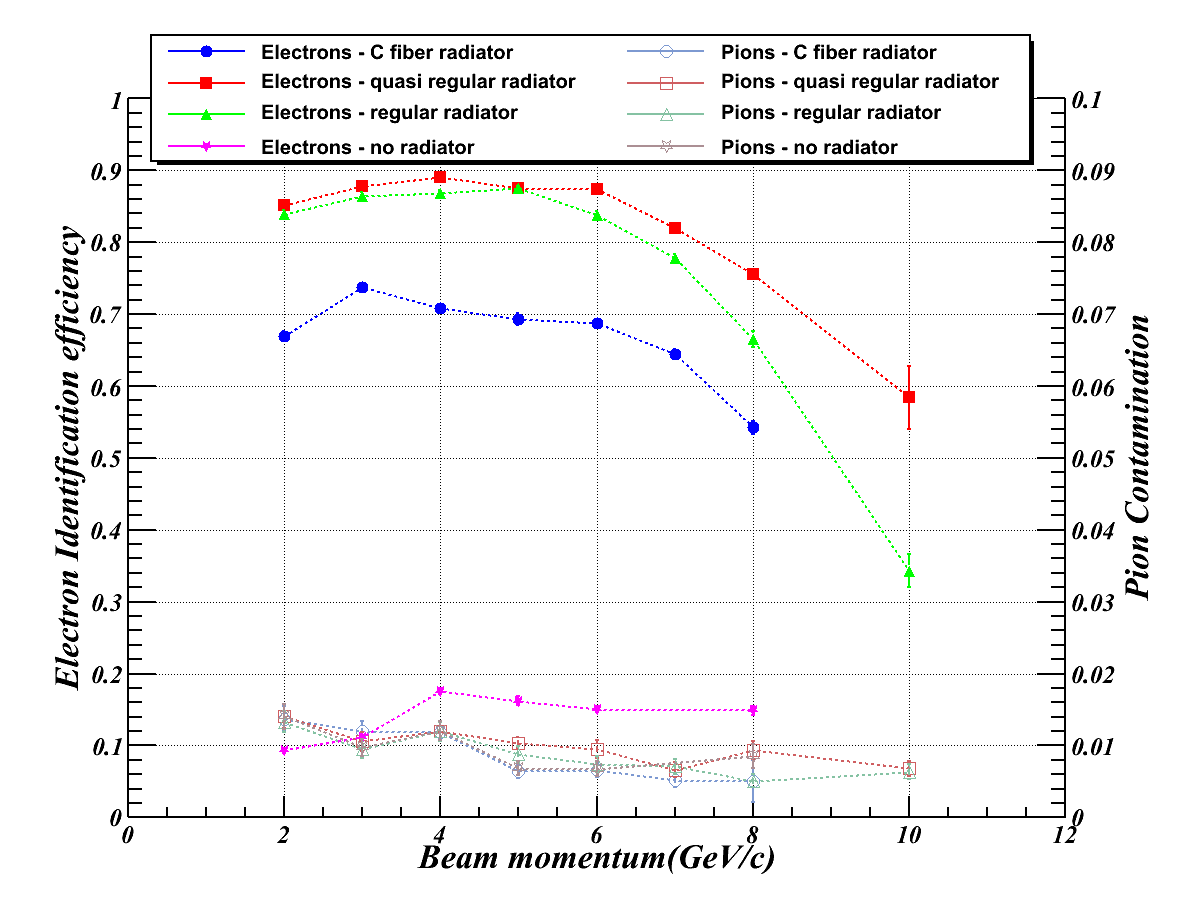 Electrons - C fiber radiator
Pions - C fiber radiator
Electrons - quasi regular radiator
Pions - quasi regular radiator
Electrons - regular radiator
Pions - regular radiator
Electrons - no radiator
Pions - no radiator
1
0.9
0.8
0.7
0.6
0.5
0.4
0.3
0.2
0.1
0
Electron Identification efficiency
0.1
0.09
0.08
0.07
0.06
0.05
0.04
0.03
0.02
0.01
0
Pion Contamination
0 2 4 6 8 10 12
Beam momentum(GeV/c)